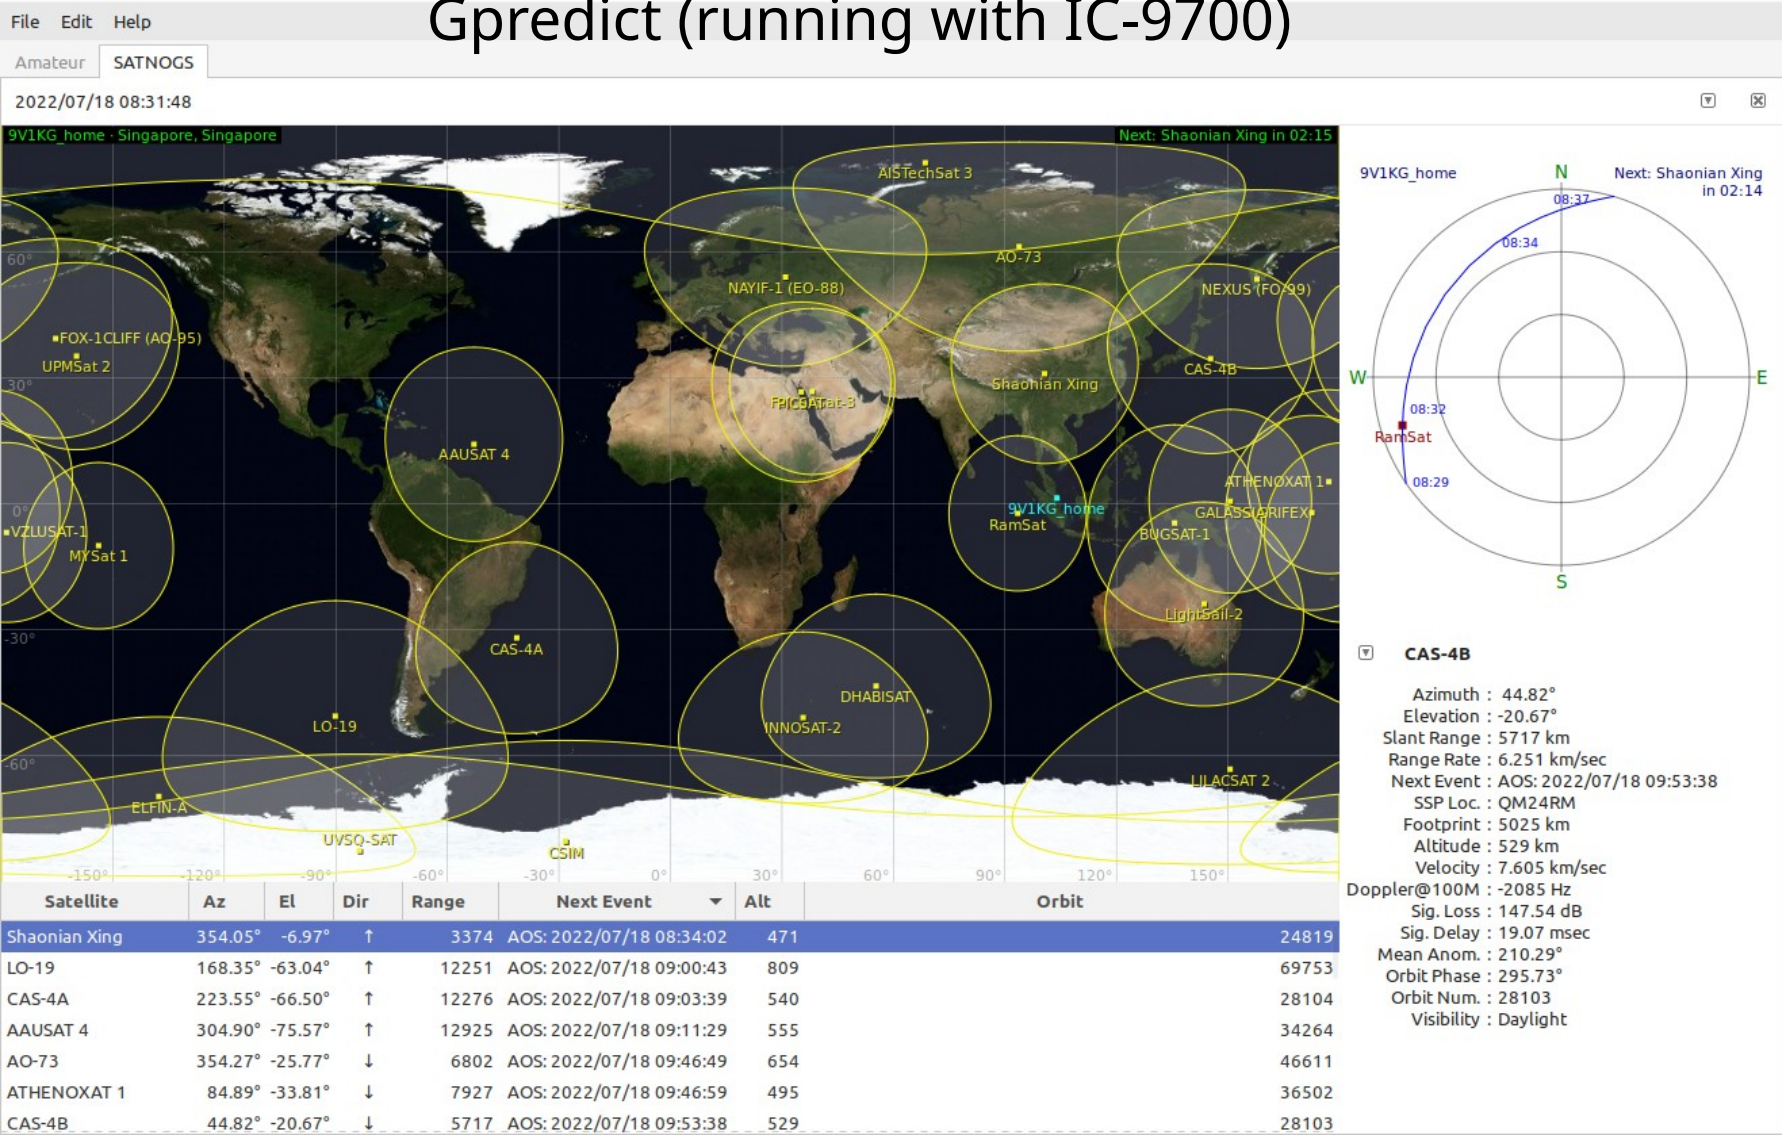 Gpredict (running with IC-9700)
File Edit Help
Amateur SATNOGS
2022/07/18 08:31:48
9V1KG_home · Singapore, Singapore
Next: Shaonian Xing in 02:15
AISTechSat 3
AO-73
NAYIF-1 (EO-88)
NEXUS (FO-99)
60°
FOX-1CLIFF (AO-95)
UPMSat 2
CAS-4B
30°
Shaonian Xing
AAUSAT 4
ATHENOXAT 1
9V1KG_home
RamSat
GALASSIA
GRIFEX
0°
VZLUSAT-1
BUGSAT-1
MYSat 1
LightSail-2
-30°
CAS-4A
DHABISAT
LO-19
INNOSAT-2
-60°
LILACSAT 2
ELFIN-A
UVSQ-SAT
CSIM
-150° -120° -90° -60° -30° 0° 30° 60° 90° 120° 150°
9V1KG_home
Next: Shaonian Xing
in 02:14
N
08:37
08:34
W
E
08:32
RamSat
08:29
S
CAS-4B
Azimuth : 44.82°
Elevation : -20.67°
Slant Range : 5717 km
Range Rate : 6.251 km/sec
Next Event : AOS: 2022/07/18 09:53:38
SSP Loc. : QM24RM
Footprint : 5025 km
Altitude : 529 km
Velocity : 7.605 km/sec
Doppler@100M : -2085 Hz
Sig. Loss : 147.54 dB
Sig. Delay : 19.07 msec
Mean Anom. : 210.29°
Orbit Phase : 295.73°
Orbit Num. : 28103
Visibility : Daylight
Satellite Az El Dir Range Next Event Alt Orbit
Shaonian Xing 354.05° -6.97° ↑ 3374 AOS: 2022/07/18 08:34:02 471 24819
LO-19 168.35° -63.04° ↑ 12251 AOS: 2022/07/18 09:00:43 809 69753
CAS-4A 223.55° -66.50° ↑ 12276 AOS: 2022/07/18 09:03:39 540 28104
AAUSAT 4 304.90° -75.57° ↑ 12925 AOS: 2022/07/18 09:11:29 555 34264
AO-73 354.27° -25.77° ↓ 6802 AOS: 2022/07/18 09:46:49 654 46611
ATHENOXAT 1 84.89° -33.81° ↓ 7927 AOS: 2022/07/18 09:46:59 495 36502
CAS-4B 44.82° -20.67° ↓ 5717 AOS: 2022/07/18 09:53:38 529 28103